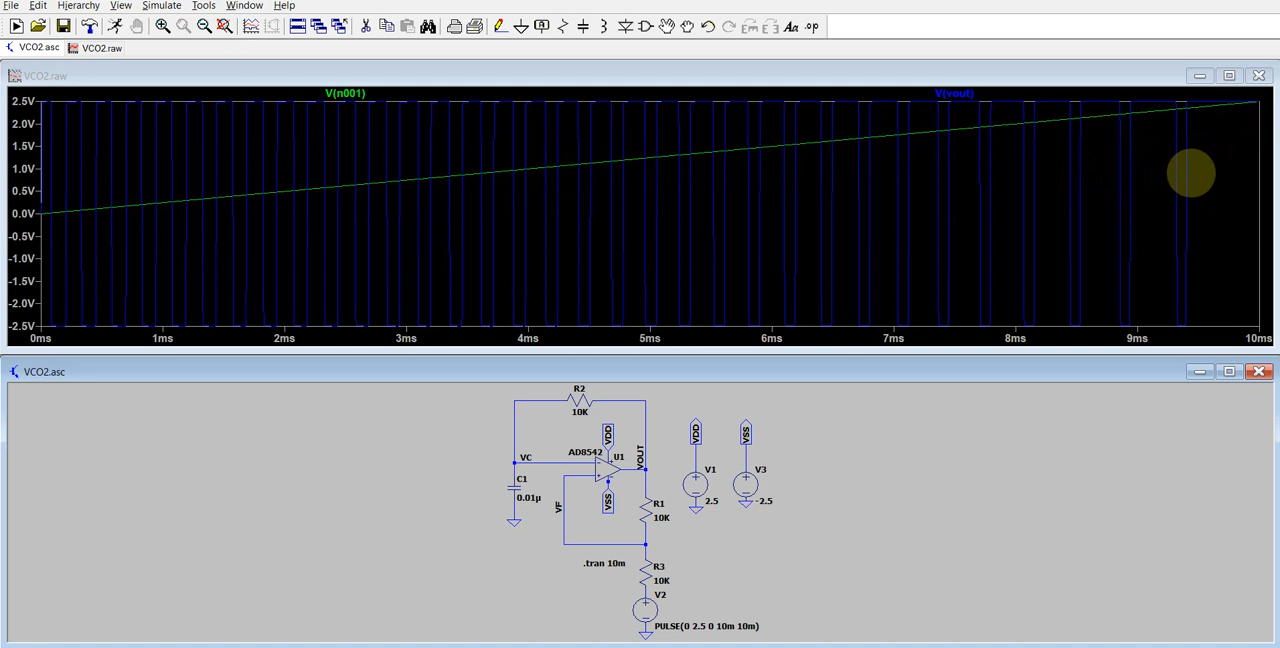 File Edit Hierarchy View Simulate Tools Window Help
Aa .op
VCO2.asc VCO2.raw
VCO2.raw
V(n001) V(vout)
2.5V
2.0V
1.5V
1.0V
0.5V
0.0V
-0.5V
-1.0V
-1.5V
-2.0V
-2.5V
0ms 1ms 2ms 3ms 4ms 5ms 6ms 7ms 8ms 9ms 10ms
VCO2.asc
R2
10K
VDD
VDD
VSS
AD8542 U1
VOUT
VC
V1
2.5
V3
-2.5
C1
0.01µ
VSS
VF
R1
10K
.tran 10m
R3
10K
V2
PULSE(0 2.5 0 10m 10m)